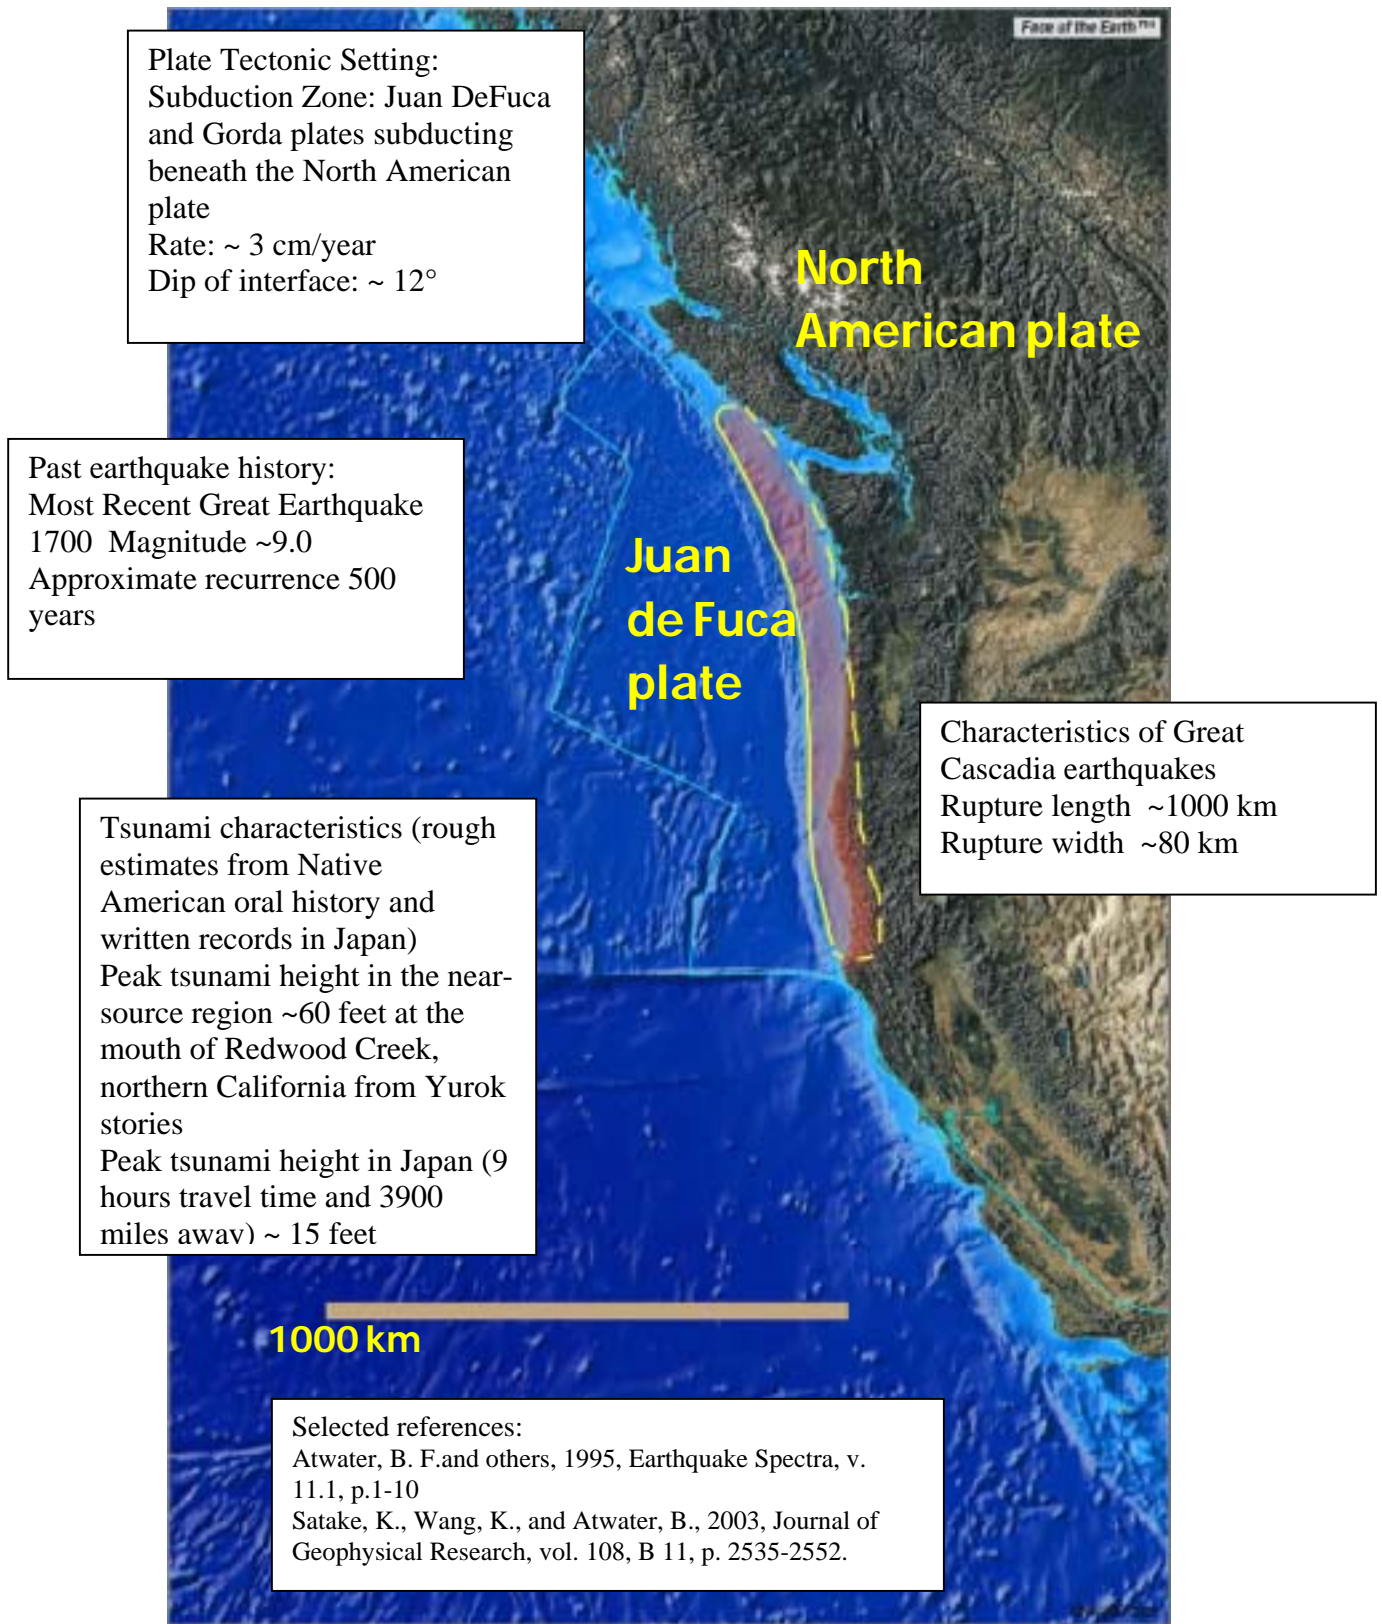 Face of the Earth™
Plate Tectonic Setting:
Subduction Zone: Juan DeFuca
and Gorda plates subducting
beneath the North American
plate
Rate: ~ 3 cm/year
Dip of interface: ~ 12°
North
American plate
Past earthquake history:
Most Recent Great Earthquake
1700 Magnitude ~9.0
Approximate recurrence 500
years
Juan
de Fuca
plate
Characteristics of Great
Cascadia earthquakes
Rupture length ~1000 km
Rupture width ~80 km
Tsunami characteristics (rough
estimates from Native
American oral history and
written records in Japan)
Peak tsunami height in the near-
source region ~60 feet at the
mouth of Redwood Creek,
northern California from Yurok
stories
Peak tsunami height in Japan (9
hours travel time and 3900
miles away) ~ 15 feet
1000 km
Selected references:
Atwater, B. F.and others, 1995, Earthquake Spectra, v.
11.1, p.1-10
Satake, K., Wang, K., and Atwater, B., 2003, Journal of
Geophysical Research, vol. 108, B 11, p. 2535-2552.